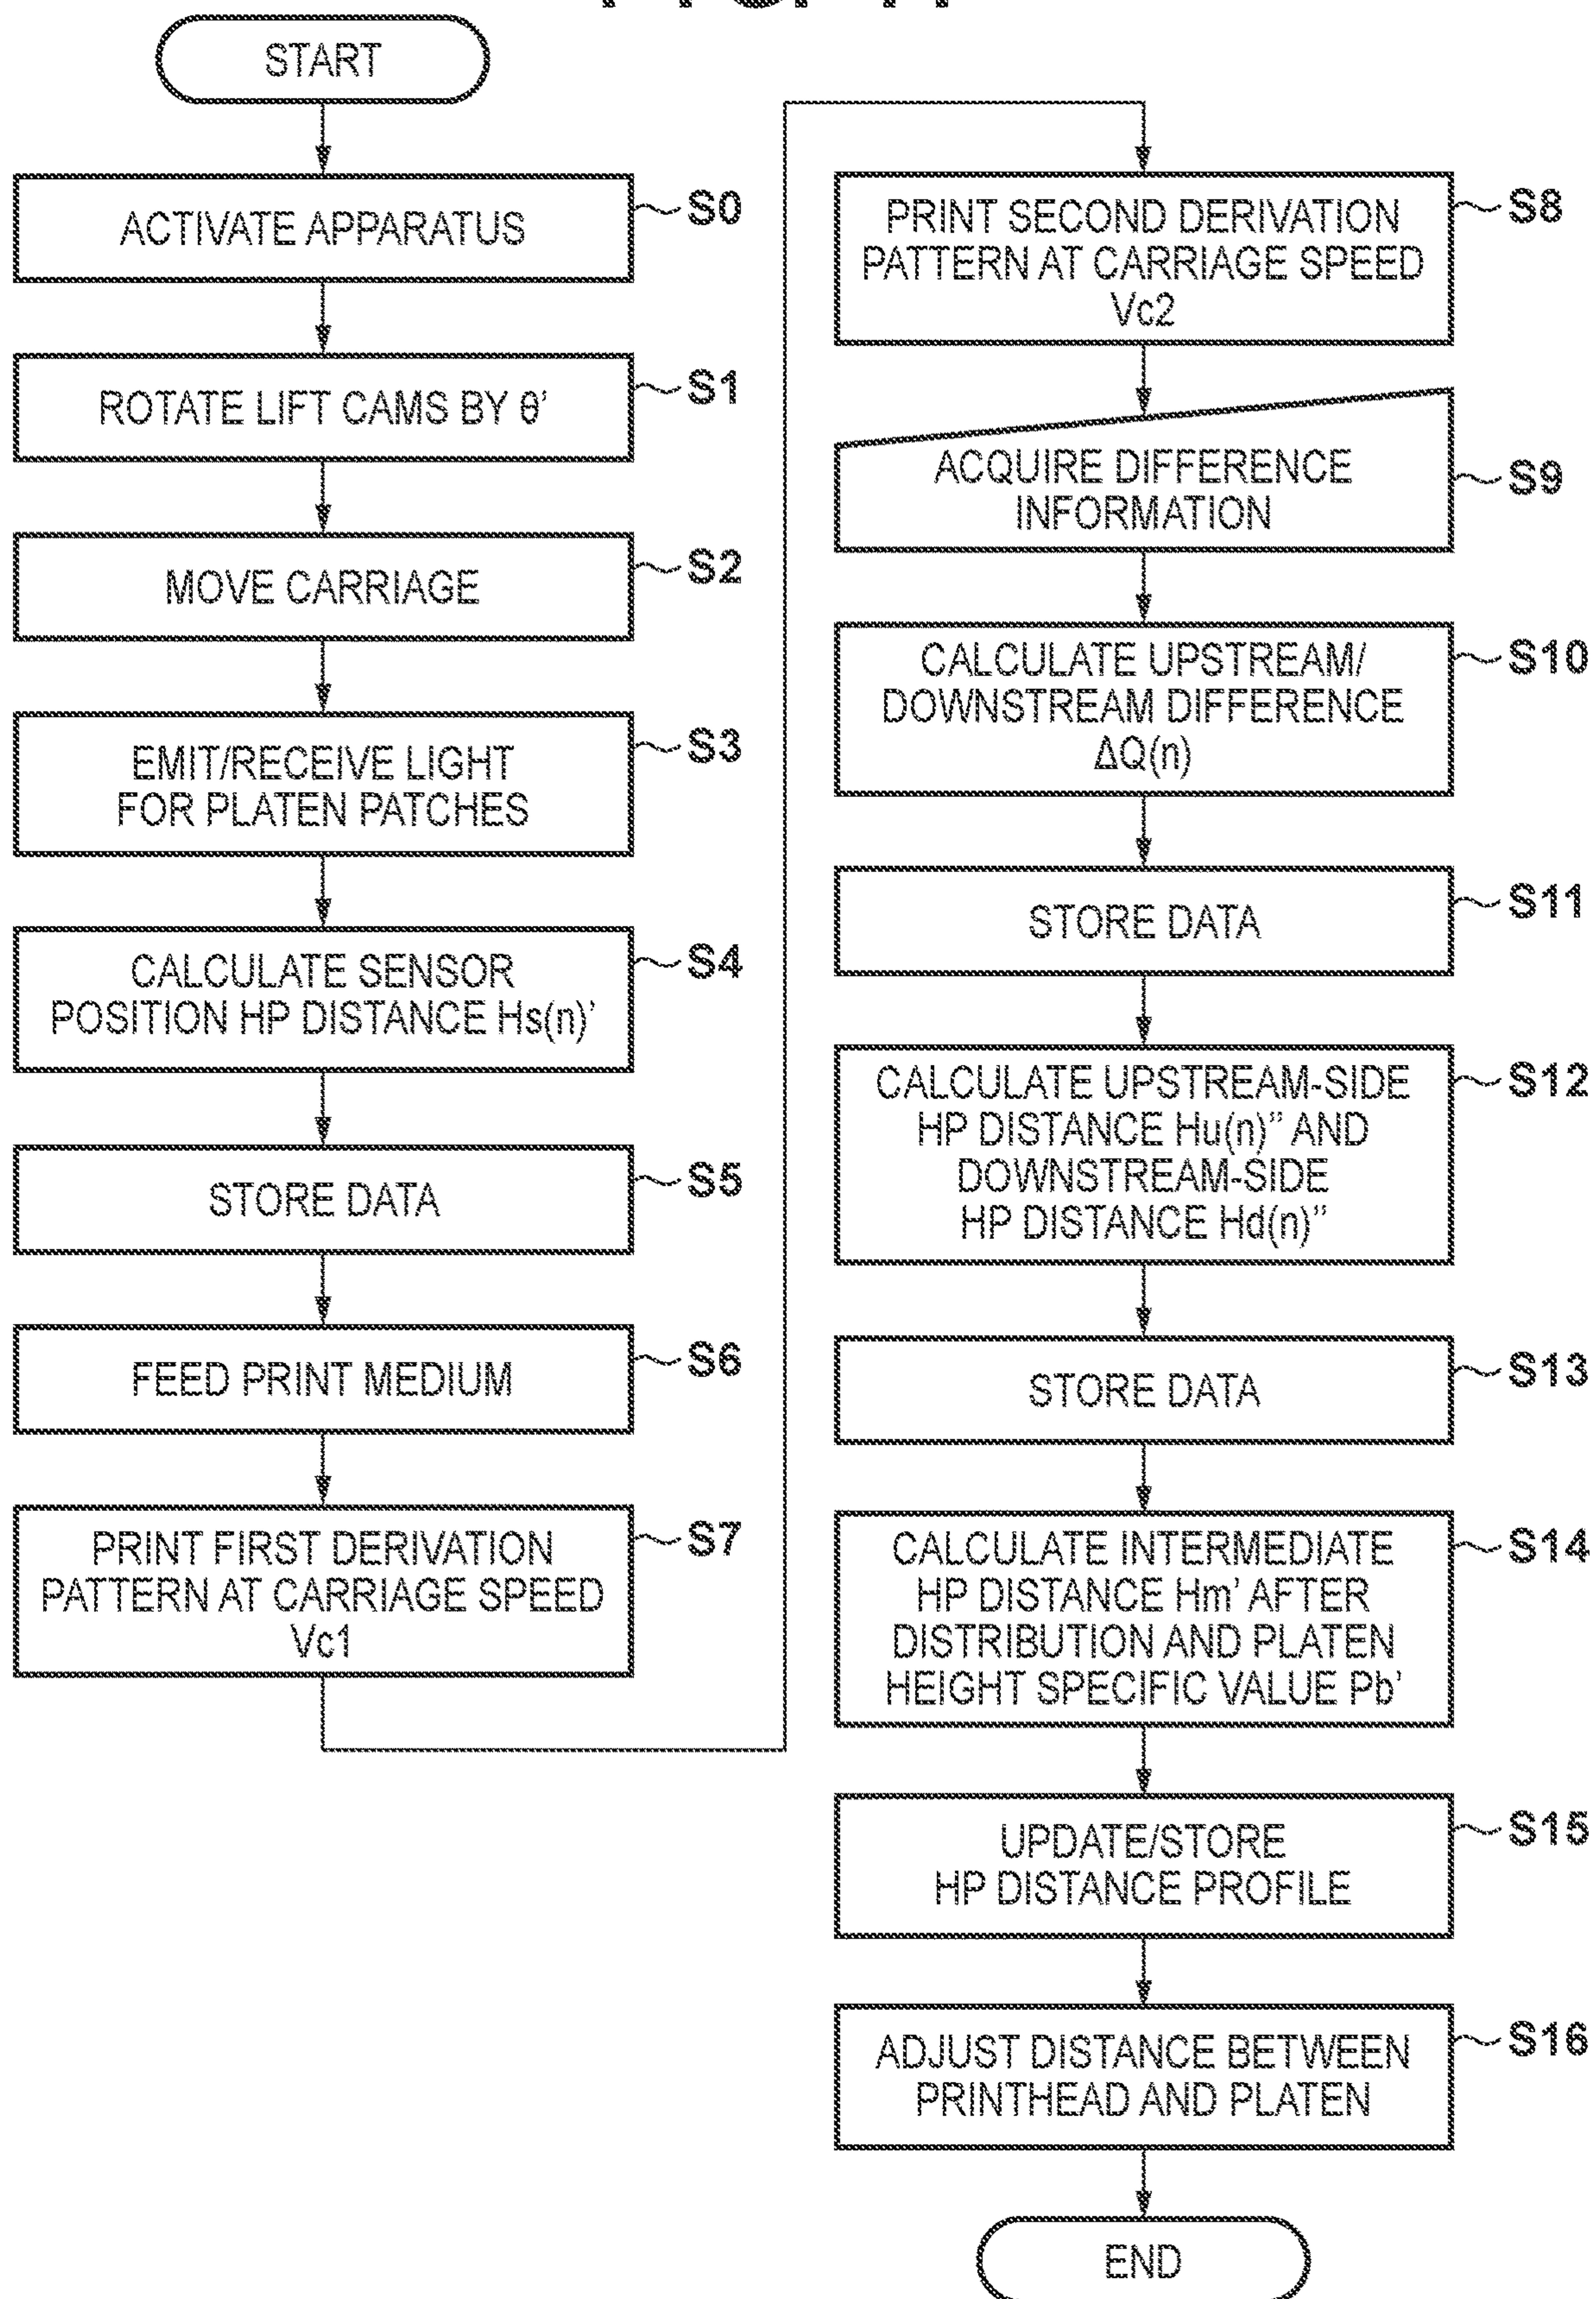 START
ACTIVATE APPARATUS
S0
ROTATE LIFT CAMS BY θ'
S1
MOVE CARRIAGE
S2
EMIT/RECEIVE LIGHT
FOR PLATEN PATCHES
S3
CALCULATE SENSOR
POSITION HP DISTANCE Hs(n)'
S4
STORE DATA
S5
FEED PRINT MEDIUM
S6
PRINT FIRST DERIVATION
PATTERN AT CARRIAGE SPEED
Vc1
S7
PRINT SECOND DERIVATION
PATTERN AT CARRIAGE SPEED
Vc2
S8
ACQUIRE DIFFERENCE
INFORMATION
S9
CALCULATE UPSTREAM/
DOWNSTREAM DIFFERENCE
ΔQ(n)
S10
STORE DATA
S11
CALCULATE UPSTREAM-SIDE
HP DISTANCE Hu(n)" AND
DOWNSTREAM-SIDE
HP DISTANCE Hd(n)"
S12
STORE DATA
S13
CALCULATE INTERMEDIATE
HP DISTANCE Hm' AFTER
DISTRIBUTION AND PLATEN
HEIGHT SPECIFIC VALUE Pb'
S14
UPDATE/STORE
HP DISTANCE PROFILE
S15
ADJUST DISTANCE BETWEEN
PRINTHEAD AND PLATEN
S16
END